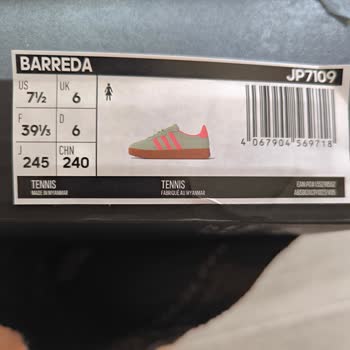 BARREDA
JP7109
US 7½ UK 6
F 39⅓ D 6
J 245 CHN 240
4 067904 569718
TENNIS TENNIS
MADE IN MYANMAR FABRIQUÉ AU MYANMAR